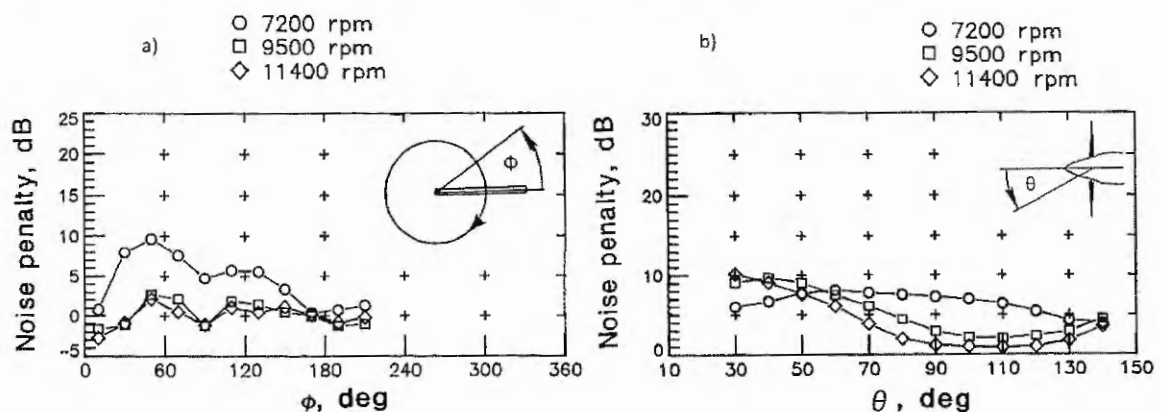 a)
7200 rpm
9500 rpm
11400 rpm
Noise penalty, dB
25
20
15
10
5
0
-5
0 60 120 180 240 300 360
ϕ, deg
Φ
b)
7200 rpm
9500 rpm
11400 rpm
Noise penalty, dB
30
20
10
0
10 30 50 70 90 110 130 150
θ, deg
θ